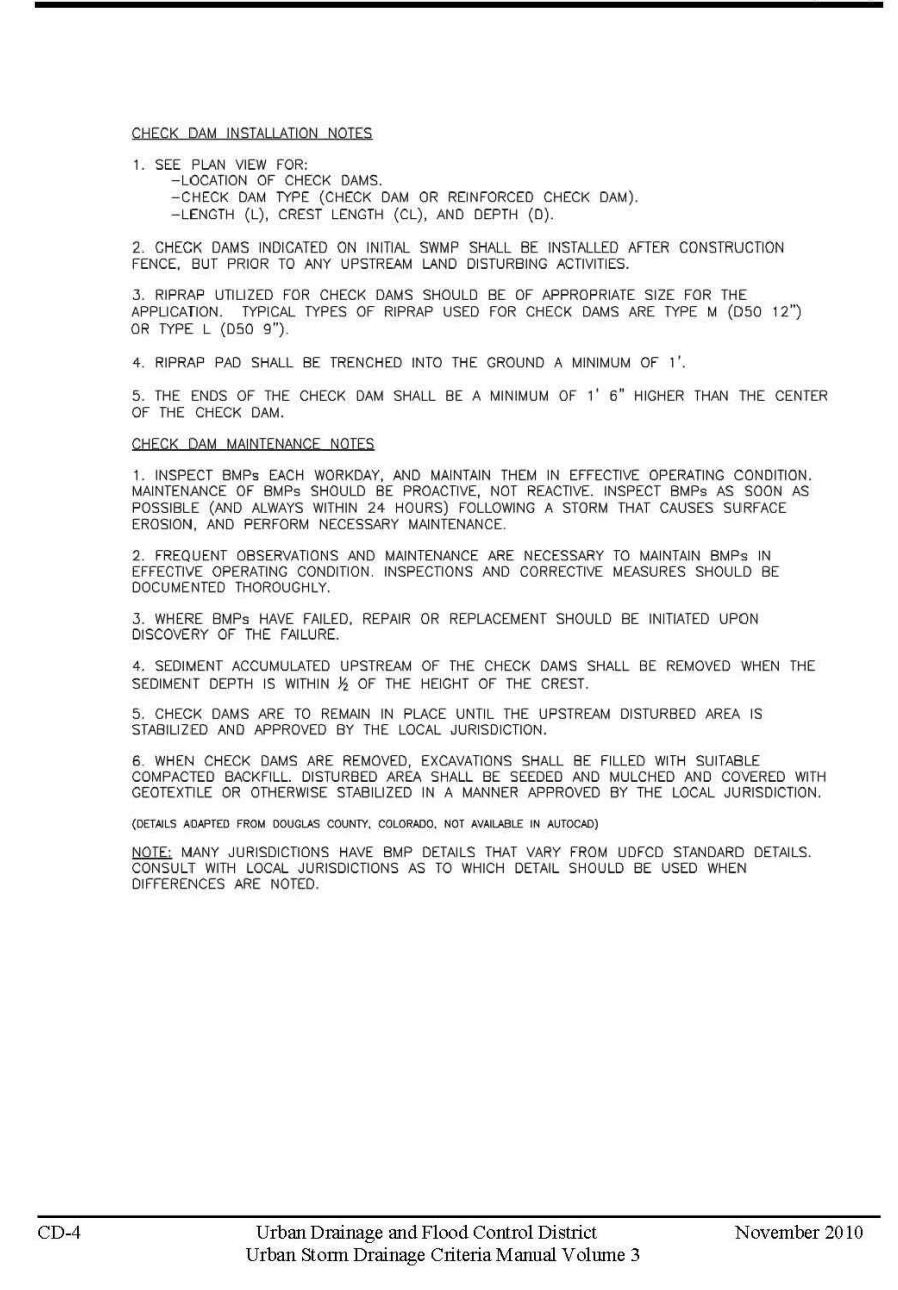 CHECK DAM INSTALLATION NOTES
1. SEE PLAN VIEW FOR:
-LOCATION OF CHECK DAMS.
-CHECK DAM TYPE (CHECK DAM OR REINFORCED CHECK DAM).
-LENGTH (L), CREST LENGTH (CL), AND DEPTH (D).
2. CHECK DAMS INDICATED ON INITIAL SWMP SHALL BE INSTALLED AFTER CONSTRUCTION
FENCE, BUT PRIOR TO ANY UPSTREAM LAND DISTURBING ACTIVITIES.
3. RIPRAP UTILIZED FOR CHECK DAMS SHOULD BE OF APPROPRIATE SIZE FOR THE
APPLICATION. TYPICAL TYPES OF RIPRAP USED FOR CHECK DAMS ARE TYPE M (D50 12")
OR TYPE L (D50 9").
4. RIPRAP PAD SHALL BE TRENCHED INTO THE GROUND A MINIMUM OF 1'.
5. THE ENDS OF THE CHECK DAM SHALL BE A MINIMUM OF 1' 6" HIGHER THAN THE CENTER
OF THE CHECK DAM.
CHECK DAM MAINTENANCE NOTES
1. INSPECT BMPs EACH WORKDAY, AND MAINTAIN THEM IN EFFECTIVE OPERATING CONDITION.
MAINTENANCE OF BMPs SHOULD BE PROACTIVE, NOT REACTIVE. INSPECT BMPs AS SOON AS
POSSIBLE (AND ALWAYS WITHIN 24 HOURS) FOLLOWING A STORM THAT CAUSES SURFACE
EROSION, AND PERFORM NECESSARY MAINTENANCE.
2. FREQUENT OBSERVATIONS AND MAINTENANCE ARE NECESSARY TO MAINTAIN BMPs IN
EFFECTIVE OPERATING CONDITION. INSPECTIONS AND CORRECTIVE MEASURES SHOULD BE
DOCUMENTED THOROUGHLY.
3. WHERE BMPs HAVE FAILED, REPAIR OR REPLACEMENT SHOULD BE INITIATED UPON
DISCOVERY OF THE FAILURE.
4. SEDIMENT ACCUMULATED UPSTREAM OF THE CHECK DAMS SHALL BE REMOVED WHEN THE
SEDIMENT DEPTH IS WITHIN ½ OF THE HEIGHT OF THE CREST.
5. CHECK DAMS ARE TO REMAIN IN PLACE UNTIL THE UPSTREAM DISTURBED AREA IS
STABILIZED AND APPROVED BY THE LOCAL JURISDICTION.
6. WHEN CHECK DAMS ARE REMOVED, EXCAVATIONS SHALL BE FILLED WITH SUITABLE
COMPACTED BACKFILL. DISTURBED AREA SHALL BE SEEDED AND MULCHED AND COVERED WITH
GEOTEXTILE OR OTHERWISE STABILIZED IN A MANNER APPROVED BY THE LOCAL JURISDICTION.
(DETAILS ADAPTED FROM DOUGLAS COUNTY, COLORADO, NOT AVAILABLE IN AUTOCAD)
NOTE: MANY JURISDICTIONS HAVE BMP DETAILS THAT VARY FROM UDFCD STANDARD DETAILS.
CONSULT WITH LOCAL JURISDICTIONS AS TO WHICH DETAIL SHOULD BE USED WHEN
DIFFERENCES ARE NOTED.
CD-4 Urban Drainage and Flood Control District November 2010
Urban Storm Drainage Criteria Manual Volume 3